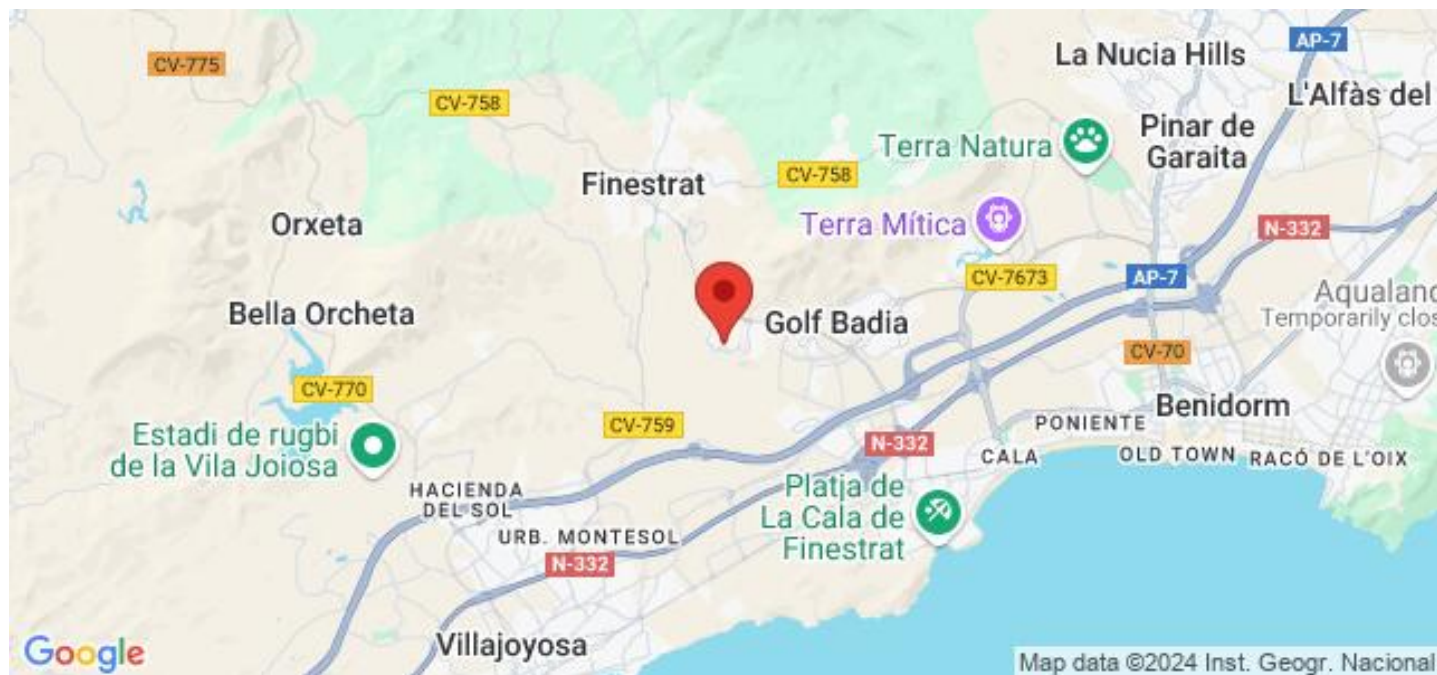 AP-7
La Nucia Hills
CV-775
L'Alfàs del
CV-758
Pinar de
Garaita
Terra Natura
CV-758
Finestrat
Orxeta
Terra Mítica
N-332
CV-7673
AP-7
Aqualand
Temporarily clos
Bella Orcheta
Golf Badia
CV-70
CV-770
Benidorm
CV-759
PONIENTE
Estadi de rugbi
de la Vila Joiosa
N-332
CALA
OLD TOWN
RACÓ DE L'OIX
HACIENDA
DEL SOL
Platja de
La Cala de
Finestrat
URB. MONTESOL
N-332
Villajoyosa
Google
Map data ©2024 Inst. Geogr. Nacional